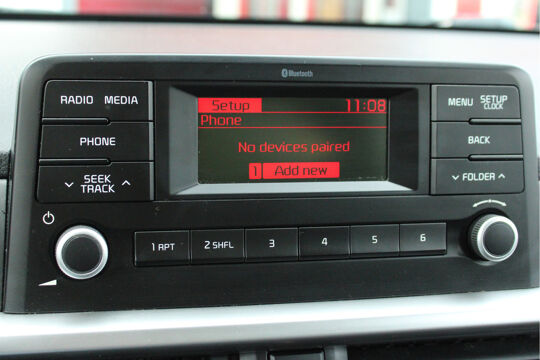 Bluetooth
RADIO MEDIA
PHONE
SEEK
TRACK
Setup 11:08
Phone
No devices paired
1 Add new
MENU SETUP
CLOCK
BACK
FOLDER
1 RPT 2 SHFL 3 4 5 6